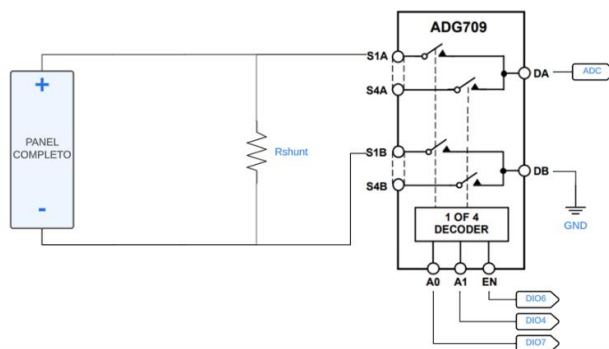 ADG709
S1A
DA
ADC
+
S4A
PANEL
COMPLETO
Rshunt
S1B
DB
S4B
-
GND
1 OF 4
DECODER
A0 A1 EN
DIO6
DIO4
DIO7